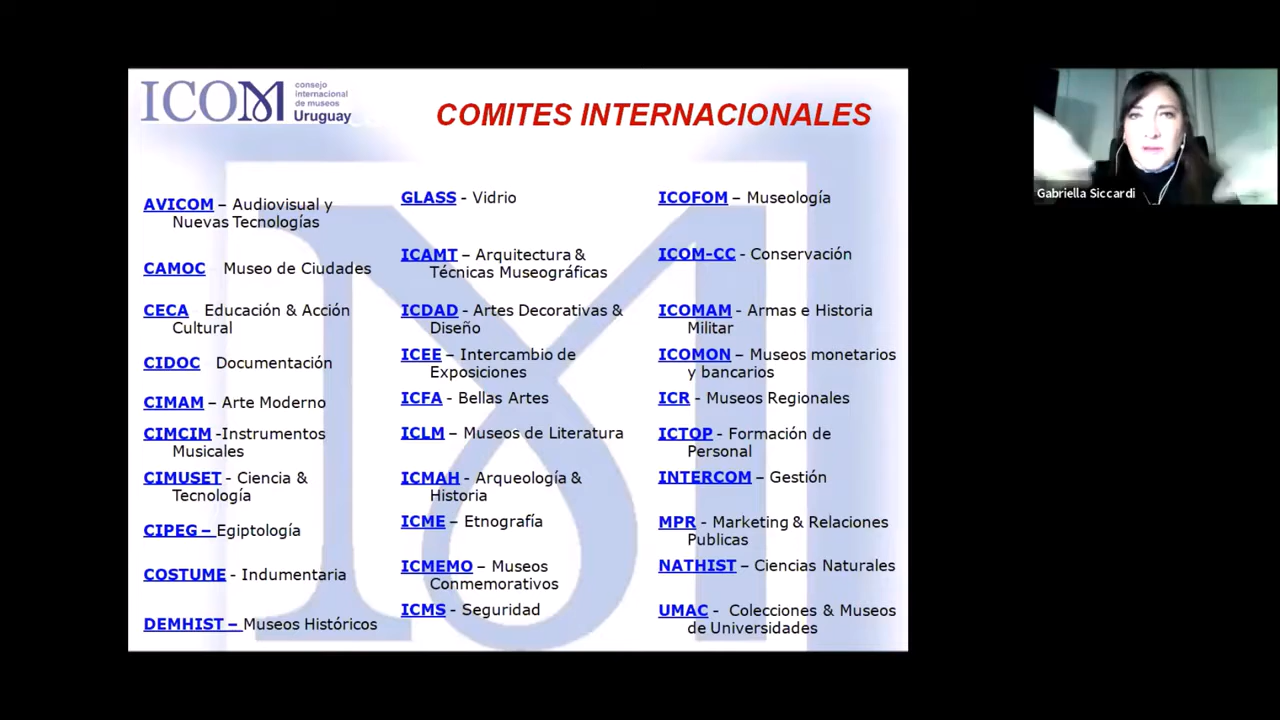 ICOM
consejo
internacional
de museos
Uruguay
COMITES INTERNACIONALES
AVICOM – Audiovisual y
Nuevas Tecnologías
CAMOC Museo de Ciudades
CECA Educación & Acción
Cultural
CIDOC Documentación
CIMAM – Arte Moderno
CIMCIM -Instrumentos
Musicales
CIMUSET - Ciencia &
Tecnología
CIPEG – Egiptología
COSTUME - Indumentaria
DEMHIST – Museos Históricos
GLASS - Vidrio
ICAMT – Arquitectura &
Técnicas Museográficas
ICDAD - Artes Decorativas &
Diseño
ICEE – Intercambio de
Exposiciones
ICFA - Bellas Artes
ICLM – Museos de Literatura
ICMAH - Arqueología &
Historia
ICME – Etnografía
ICMEMO – Museos
Conmemorativos
ICMS - Seguridad
ICOFOM – Museología
ICOM-CC - Conservación
ICOMAM - Armas e Historia
Militar
ICOMON – Museos monetarios
y bancarios
ICR - Museos Regionales
ICTOP - Formación de
Personal
INTERCOM – Gestión
MPR - Marketing & Relaciones
Publicas
NATHIST – Ciencias Naturales
UMAC - Colecciones & Museos
de Universidades
Gabriella Siccardi